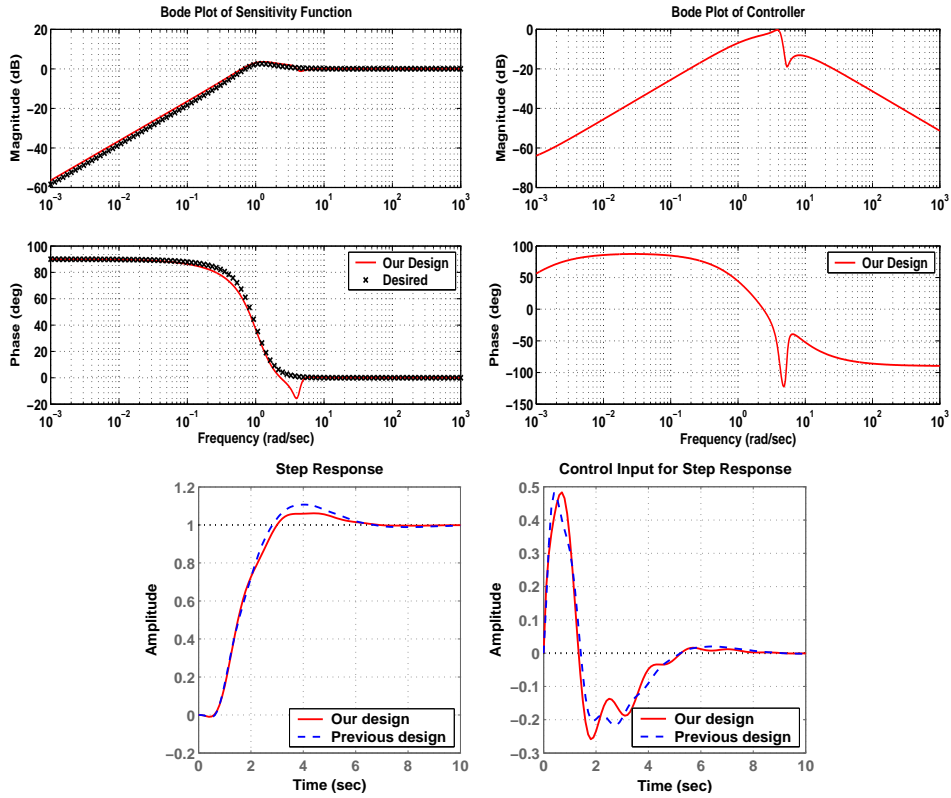 Bode Plot of Sensitivity Function
Magnitude (dB)
20
0
−20
−40
−60
10^−3 10^−2 10^−1 10^0 10^1 10^2 10^3
Phase (deg)
100
80
60
40
20
0
−20
Our Design
Desired
10^−3 10^−2 10^−1 10^0 10^1 10^2 10^3
Frequency (rad/sec)
Bode Plot of Controller
Magnitude (dB)
0
−20
−40
−60
−80
10^−3 10^−2 10^−1 10^0 10^1 10^2 10^3
Phase (deg)
100
50
0
−50
−100
−150
Our Design
10^−3 10^−2 10^−1 10^0 10^1 10^2 10^3
Frequency (rad/sec)
Step Response
Amplitude
1.2
1
0.8
0.6
0.4
0.2
0
−0.2
Our design
Previous design
0 2 4 6 8 10
Time (sec)
Control Input for Step Response
Amplitude
0.5
0.4
0.3
0.2
0.1
0
−0.1
−0.2
−0.3
Our design
Previous design
0 2 4 6 8 10
Time (sec)